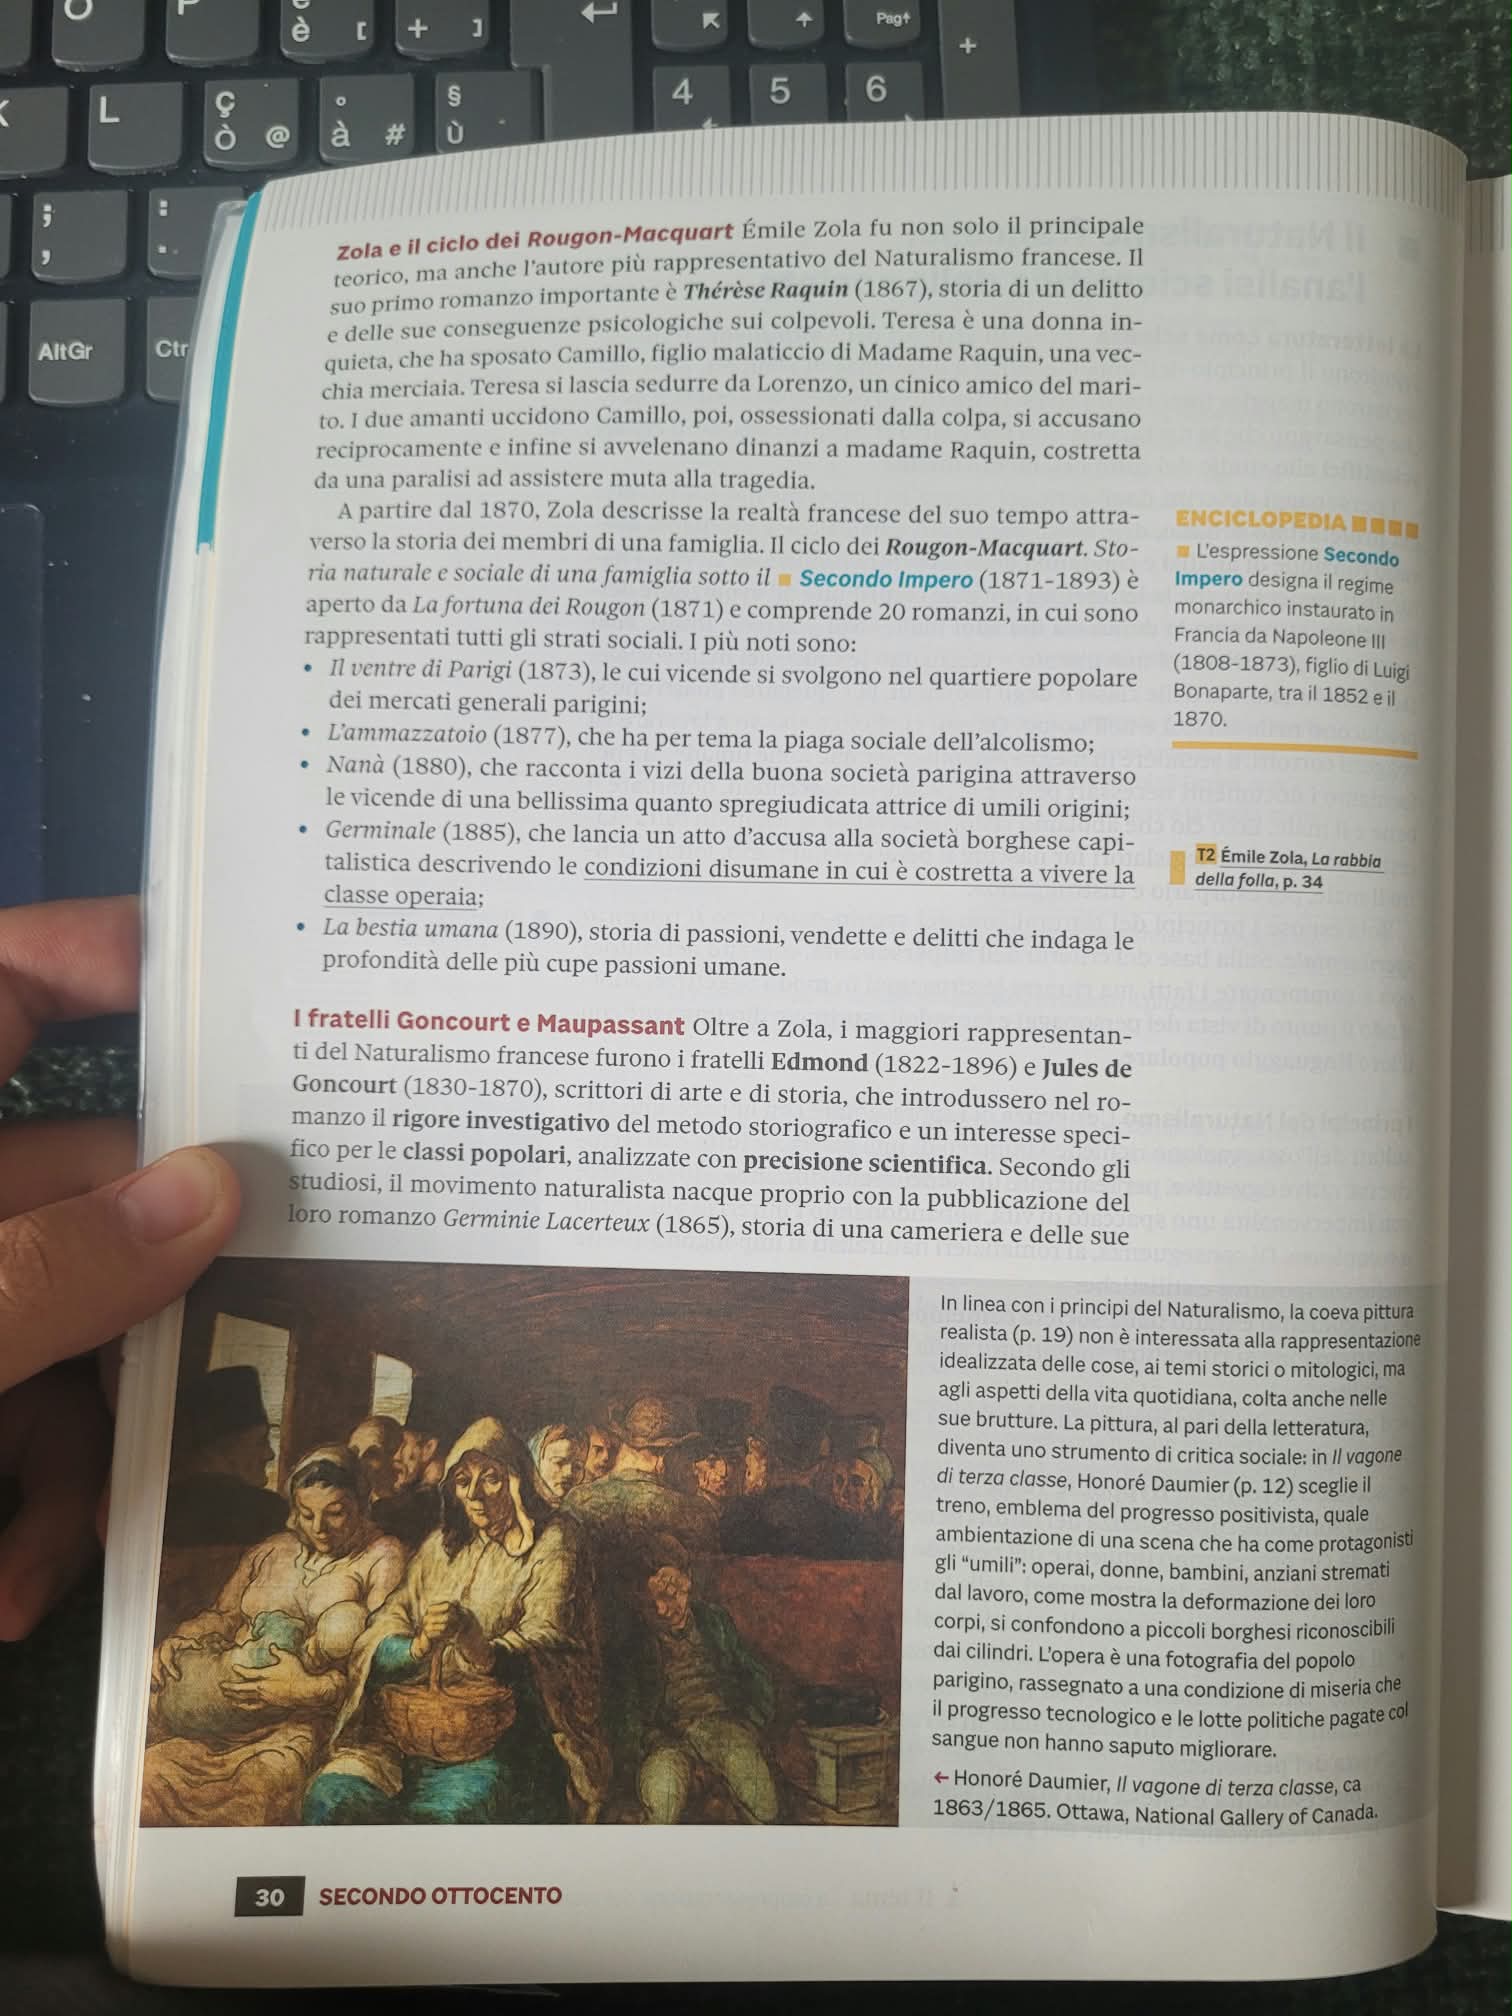 O
P
è
[
+
]
Pag
+
K
L
ç
ò
@
°
à
#
§
ù
4
5
6
;
,
:
.
AltGr
Ctr
Zola e il ciclo dei Rougon-Macquart Émile Zola fu non solo il principale
teorico, ma anche l'autore più rappresentativo del Naturalismo francese. Il
suo primo romanzo importante è Thérèse Raquin (1867), storia di un delitto
e delle sue conseguenze psicologiche sui colpevoli. Teresa è una donna in-
quieta, che ha sposato Camillo, figlio malaticcio di Madame Raquin, una vec-
chia merciaia. Teresa si lascia sedurre da Lorenzo, un cinico amico del mari-
to. I due amanti uccidono Camillo, poi, ossessionati dalla colpa, si accusano
reciprocamente e infine si avvelenano dinanzi a madame Raquin, costretta
da una paralisi ad assistere muta alla tragedia.
A partire dal 1870, Zola descrisse la realtà francese del suo tempo attra-
verso la storia dei membri di una famiglia. Il ciclo dei Rougon-Macquart. Sto-
ria naturale e sociale di una famiglia sotto il ■ Secondo Impero (1871-1893) è
aperto da La fortuna dei Rougon (1871) e comprende 20 romanzi, in cui sono
rappresentati tutti gli strati sociali. I più noti sono:
• Il ventre di Parigi (1873), le cui vicende si svolgono nel quartiere popolare
dei mercati generali parigini;
• L'ammazzatoio (1877), che ha per tema la piaga sociale dell'alcolismo;
• Nanà (1880), che racconta i vizi della buona società parigina attraverso
le vicende di una bellissima quanto spregiudicata attrice di umili origini;
• Germinale (1885), che lancia un atto d'accusa alla società borghese capi-
talistica descrivendo le condizioni disumane in cui è costretta a vivere la
classe operaia;
• La bestia umana (1890), storia di passioni, vendette e delitti che indaga le
profondità delle più cupe passioni umane.
ENCICLOPEDIA
■ L'espressione Secondo
Impero designa il regime
monarchico instaurato in
Francia da Napoleone III
(1808-1873), figlio di Luigi
Bonaparte, tra il 1852 e il
1870.
T2 Émile Zola, La rabbia
della folla, p. 34
I fratelli Goncourt e Maupassant Oltre a Zola, i maggiori rappresentan-
ti del Naturalismo francese furono i fratelli Edmond (1822-1896) e Jules de
Goncourt (1830-1870), scrittori di arte e di storia, che introdussero nel ro-
manzo il rigore investigativo del metodo storiografico e un interesse speci-
fico per le classi popolari, analizzate con precisione scientifica. Secondo gli
studiosi, il movimento naturalista nacque proprio con la pubblicazione del
loro romanzo Germinie Lacerteux (1865), storia di una cameriera e delle sue
In linea con i principi del Naturalismo, la coeva pittura
realista (p. 19) non è interessata alla rappresentazione
idealizzata delle cose, ai temi storici o mitologici, ma
agli aspetti della vita quotidiana, colta anche nelle
sue brutture. La pittura, al pari della letteratura,
diventa uno strumento di critica sociale: in Il vagone
di terza classe, Honoré Daumier (p. 12) sceglie il
treno, emblema del progresso positivista, quale
ambientazione di una scena che ha come protagonisti
gli "umili": operai, donne, bambini, anziani stremati
dal lavoro, come mostra la deformazione dei loro
corpi, si confondono a piccoli borghesi riconoscibili
dai cilindri. L'opera è una fotografia del popolo
parigino, rassegnato a una condizione di miseria che
il progresso tecnologico e le lotte politiche pagate col
sangue non hanno saputo migliorare.
← Honoré Daumier, Il vagone di terza classe, ca
1863/1865. Ottawa, National Gallery of Canada.
30 SECONDO OTTOCENTO